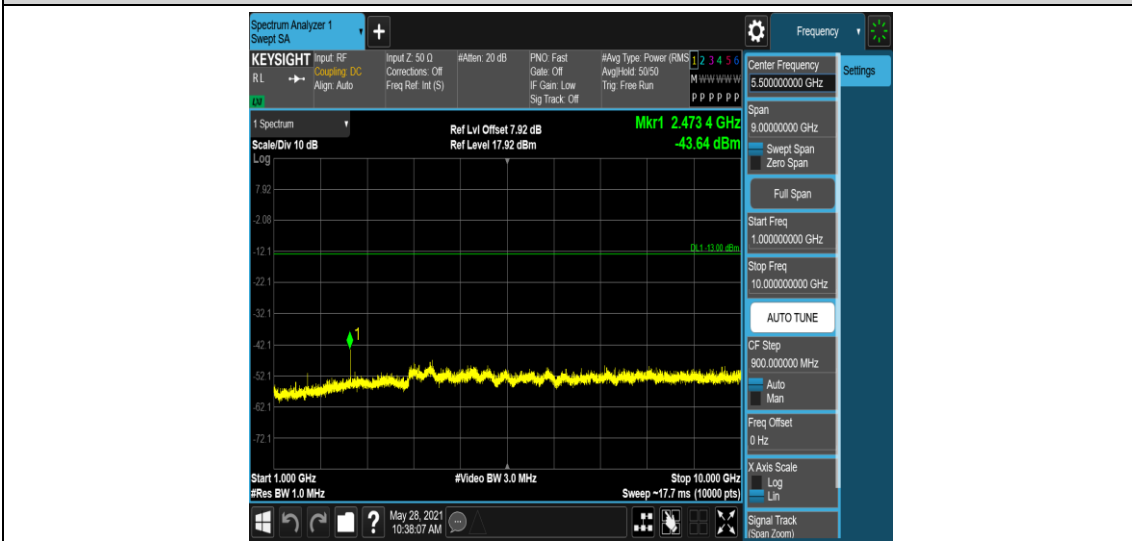 Spectrum Analyzer 1
Swept SA
Frequency
KEYSIGHT
RL
LXI
Input: RF
Coupling: DC
Align: Auto
Input Z: 50 Ω
Corrections: Off
Freq Ref: Int (S)
#Atten: 20 dB
PNO: Fast
Gate: Off
IF Gain: Low
Sig Track: Off
#Avg Type: Power (RMS
Avg|Hold: 50/50
Trig: Free Run
1 2 3 4 5 6
M W W W W W
P P P P P P
1 Spectrum
Scale/Div 10 dB
Log
Ref Lvl Offset 7.92 dB
Ref Level 17.92 dBm
Mkr1 2.473 4 GHz
-43.64 dBm
7.92
-2.08
-12.1
-22.1
-32.1
-42.1
-52.1
-62.1
-72.1
DL1 -13.00 dBm
1
Start 1.000 GHz
#Res BW 1.0 MHz
#Video BW 3.0 MHz
Stop 10.000 GHz
Sweep ~17.7 ms (10000 pts)
Center Frequency
5.500000000 GHz
Settings
Span
9.00000000 GHz
Swept Span
Zero Span
Full Span
Start Freq
1.000000000 GHz
Stop Freq
10.000000000 GHz
AUTO TUNE
CF Step
900.000000 MHz
Auto
Man
Freq Offset
0 Hz
X Axis Scale
Log
Lin
Signal Track
(Span Zoom)
?
May 28, 2021
10:38:07 AM